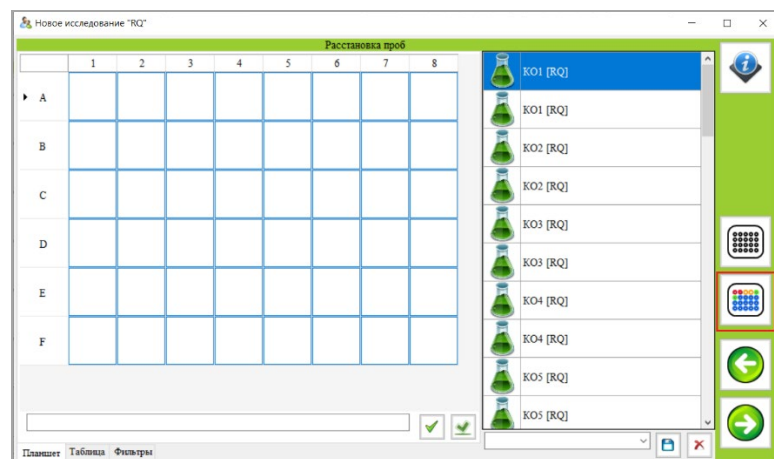 Новое исследование "RQ"
Расстановка проб
1 2 3 4 5 6 7 8
A
B
C
D
E
F
КО1 [RQ]
КО1 [RQ]
КО2 [RQ]
КО2 [RQ]
КО3 [RQ]
КО3 [RQ]
КО4 [RQ]
КО4 [RQ]
КО5 [RQ]
КО5 [RQ]
Планшет Таблица Фильтры